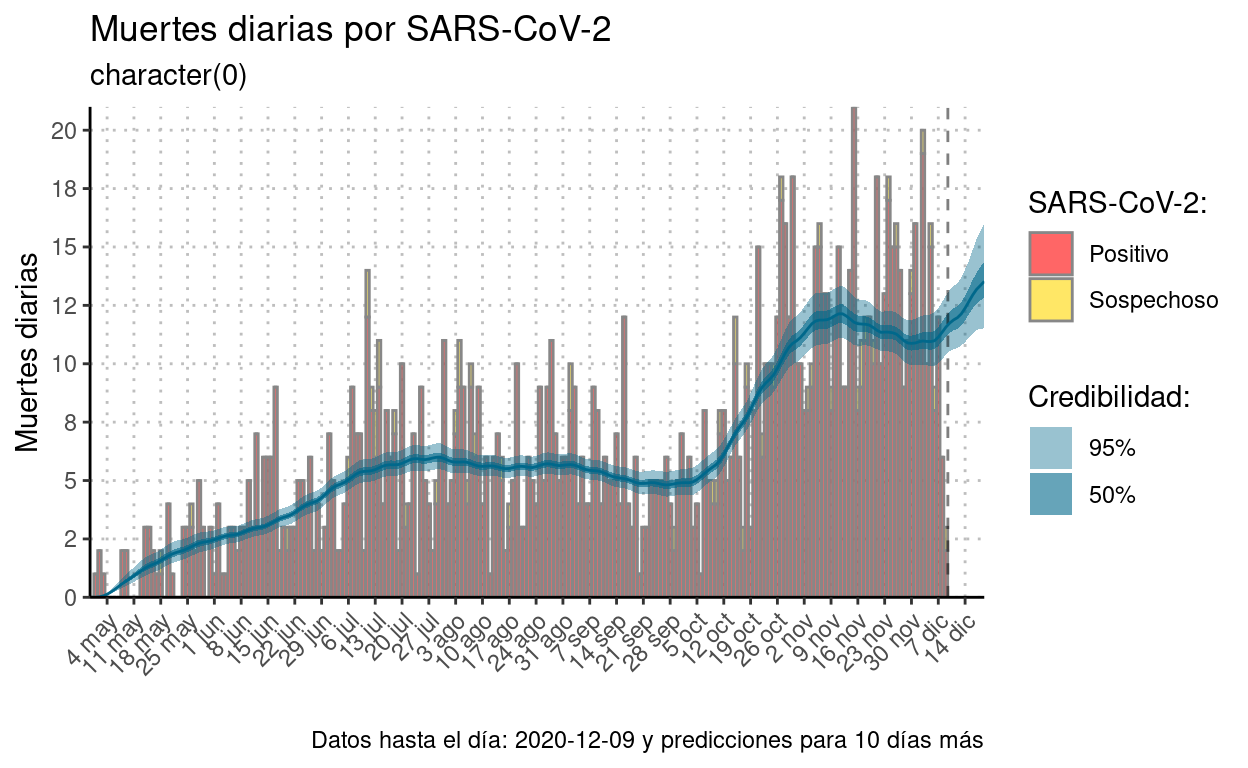 Muertes diarias por SARS-CoV-2
character(0)
Muertes diarias
20
18
15
12
10
8
5
2
0
4 may
11 may
18 may
25 may
1 jun
8 jun
15 jun
22 jun
29 jun
6 jul
13 jul
20 jul
27 jul
3 ago
10 ago
17 ago
24 ago
31 ago
7 sep
14 sep
21 sep
28 sep
5 oct
12 oct
19 oct
26 oct
2 nov
9 nov
16 nov
23 nov
30 nov
7 dic
14 dic
SARS-CoV-2:
Positivo
Sospechoso
Credibilidad:
95%
50%
Datos hasta el día: 2020-12-09 y predicciones para 10 días más